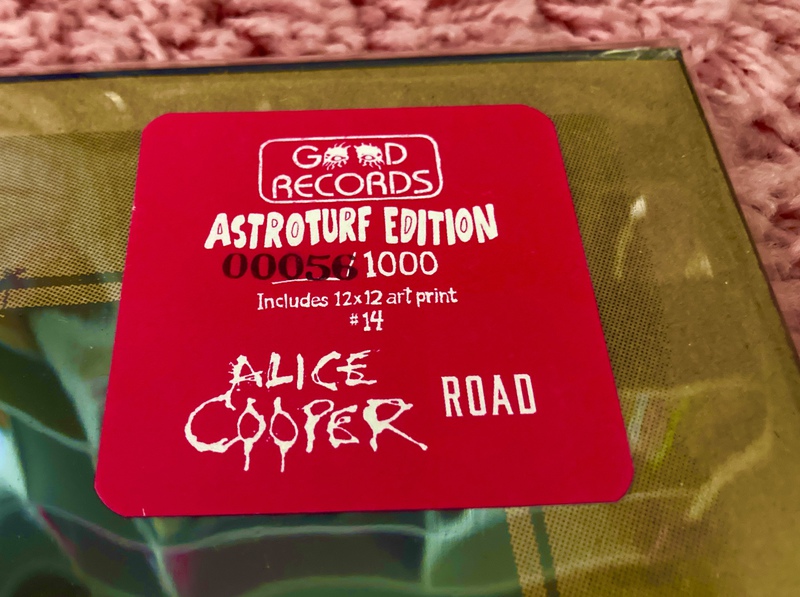 GOOD
RECORDS
ASTROTURF EDITION
00056/1000
Includes 12x12 art print
#14
ALICE
COOPER
ROAD